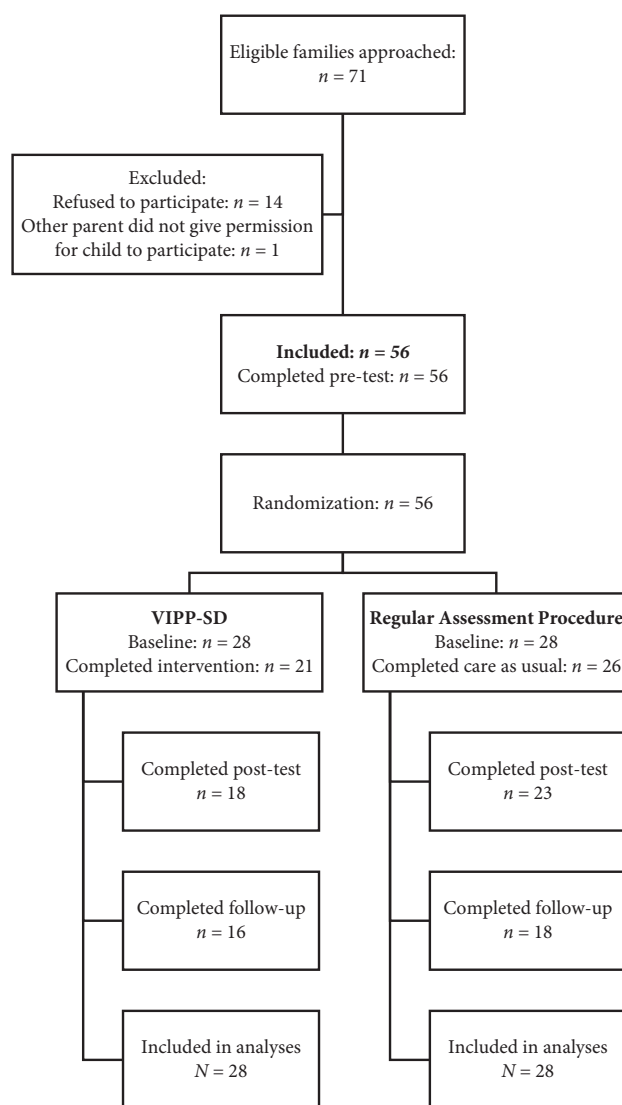 Eligible families approached:
n = 71
Excluded:
Refused to participate: n = 14
Other parent did not give permission
for child to participate: n = 1
Included: n = 56
Completed pre-test: n = 56
Randomization: n = 56
VIPP-SD
Baseline: n = 28
Completed intervention: n = 21
Regular Assessment Procedure
Baseline: n = 28
Completed care as usual: n = 26
Completed post-test
n = 18
Completed post-test
n = 23
Completed follow-up
n = 16
Completed follow-up
n = 18
Included in analyses
N = 28
Included in analyses
N = 28